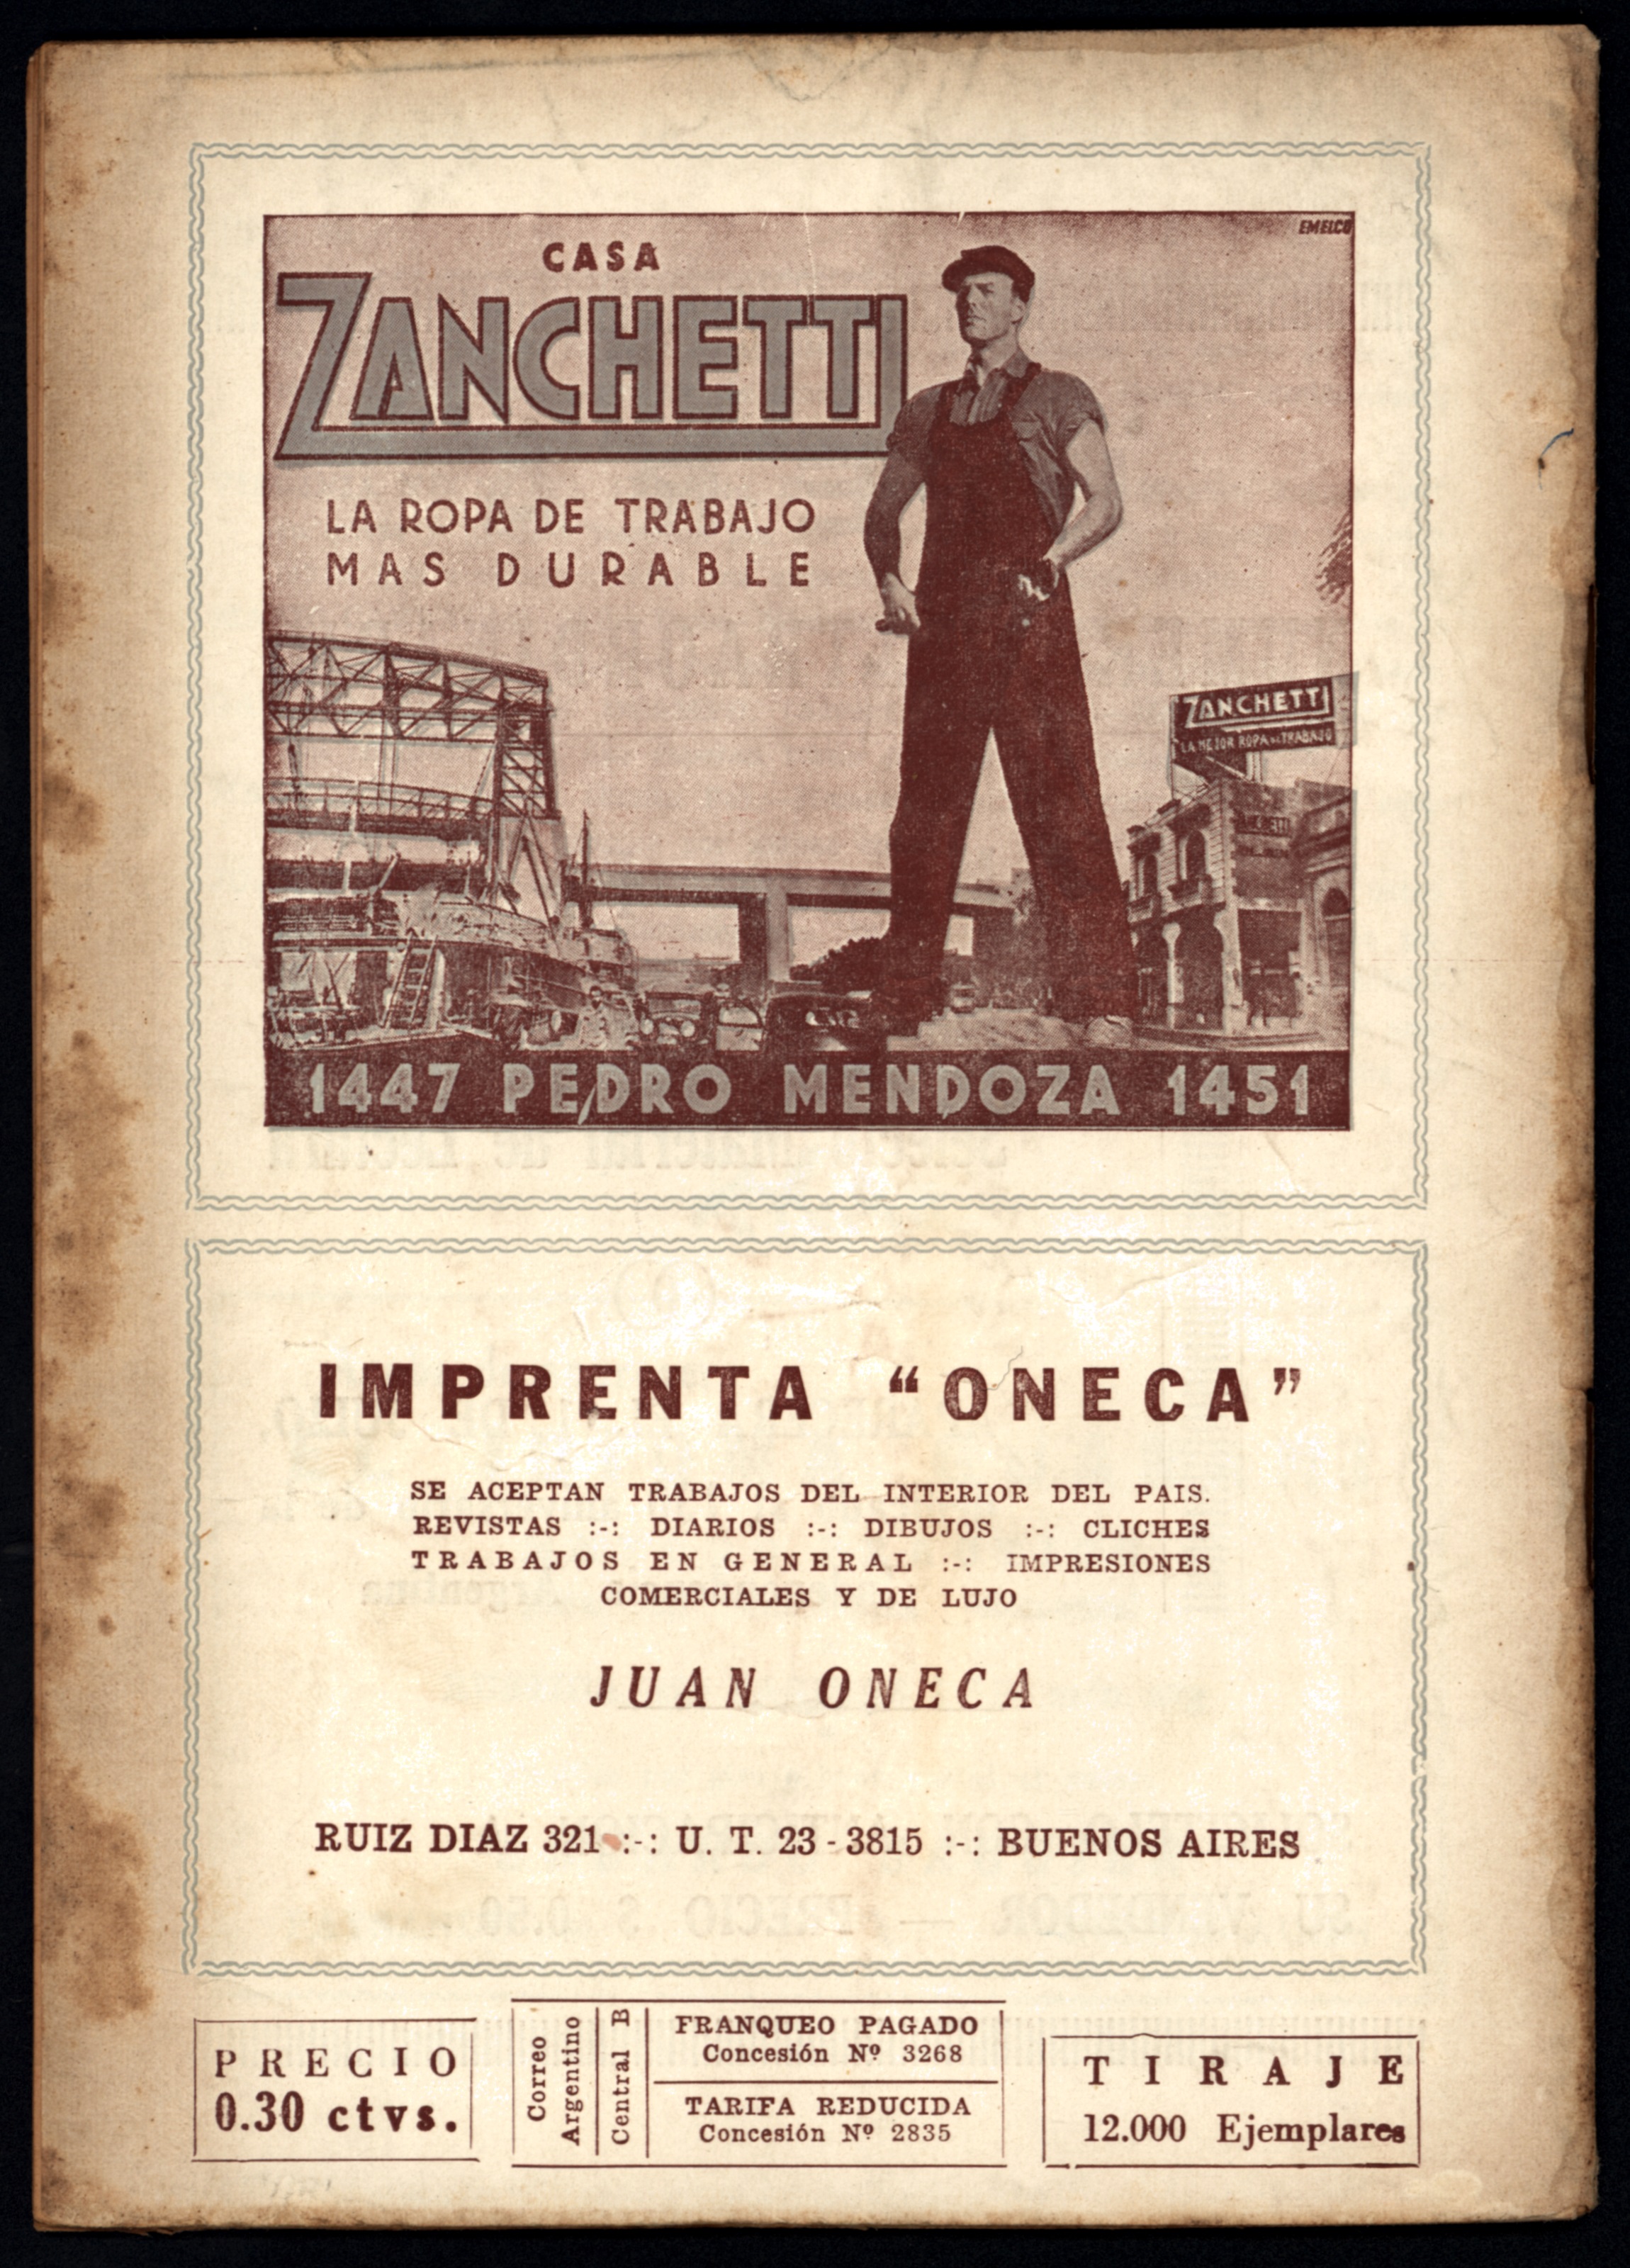 EMELCO
CASA
ZANCHETTI
LA ROPA DE TRABAJO
MAS DURABLE
ZANCHETTI
LA MEJOR ROPA DE TRABAJO
1447 PEDRO MENDOZA 1451
IMPRENTA “ONECA”
SE ACEPTAN TRABAJOS DEL INTERIOR DEL PAIS.
REVISTAS :-: DIARIOS :-: DIBUJOS :-: CLICHES
TRABAJOS EN GENERAL :-: IMPRESIONES
COMERCIALES Y DE LUJO
JUAN ONECA
RUIZ DIAZ 321 :-: U. T. 23 - 3815 :-: BUENOS AIRES
PRECIO
0.30 ctvs.
Correo
Argentino
Central B
FRANQUEO PAGADO
Concesión Nº 3268
TARIFA REDUCIDA
Concesión Nº 2835
TIRAJE
12.000 Ejemplares